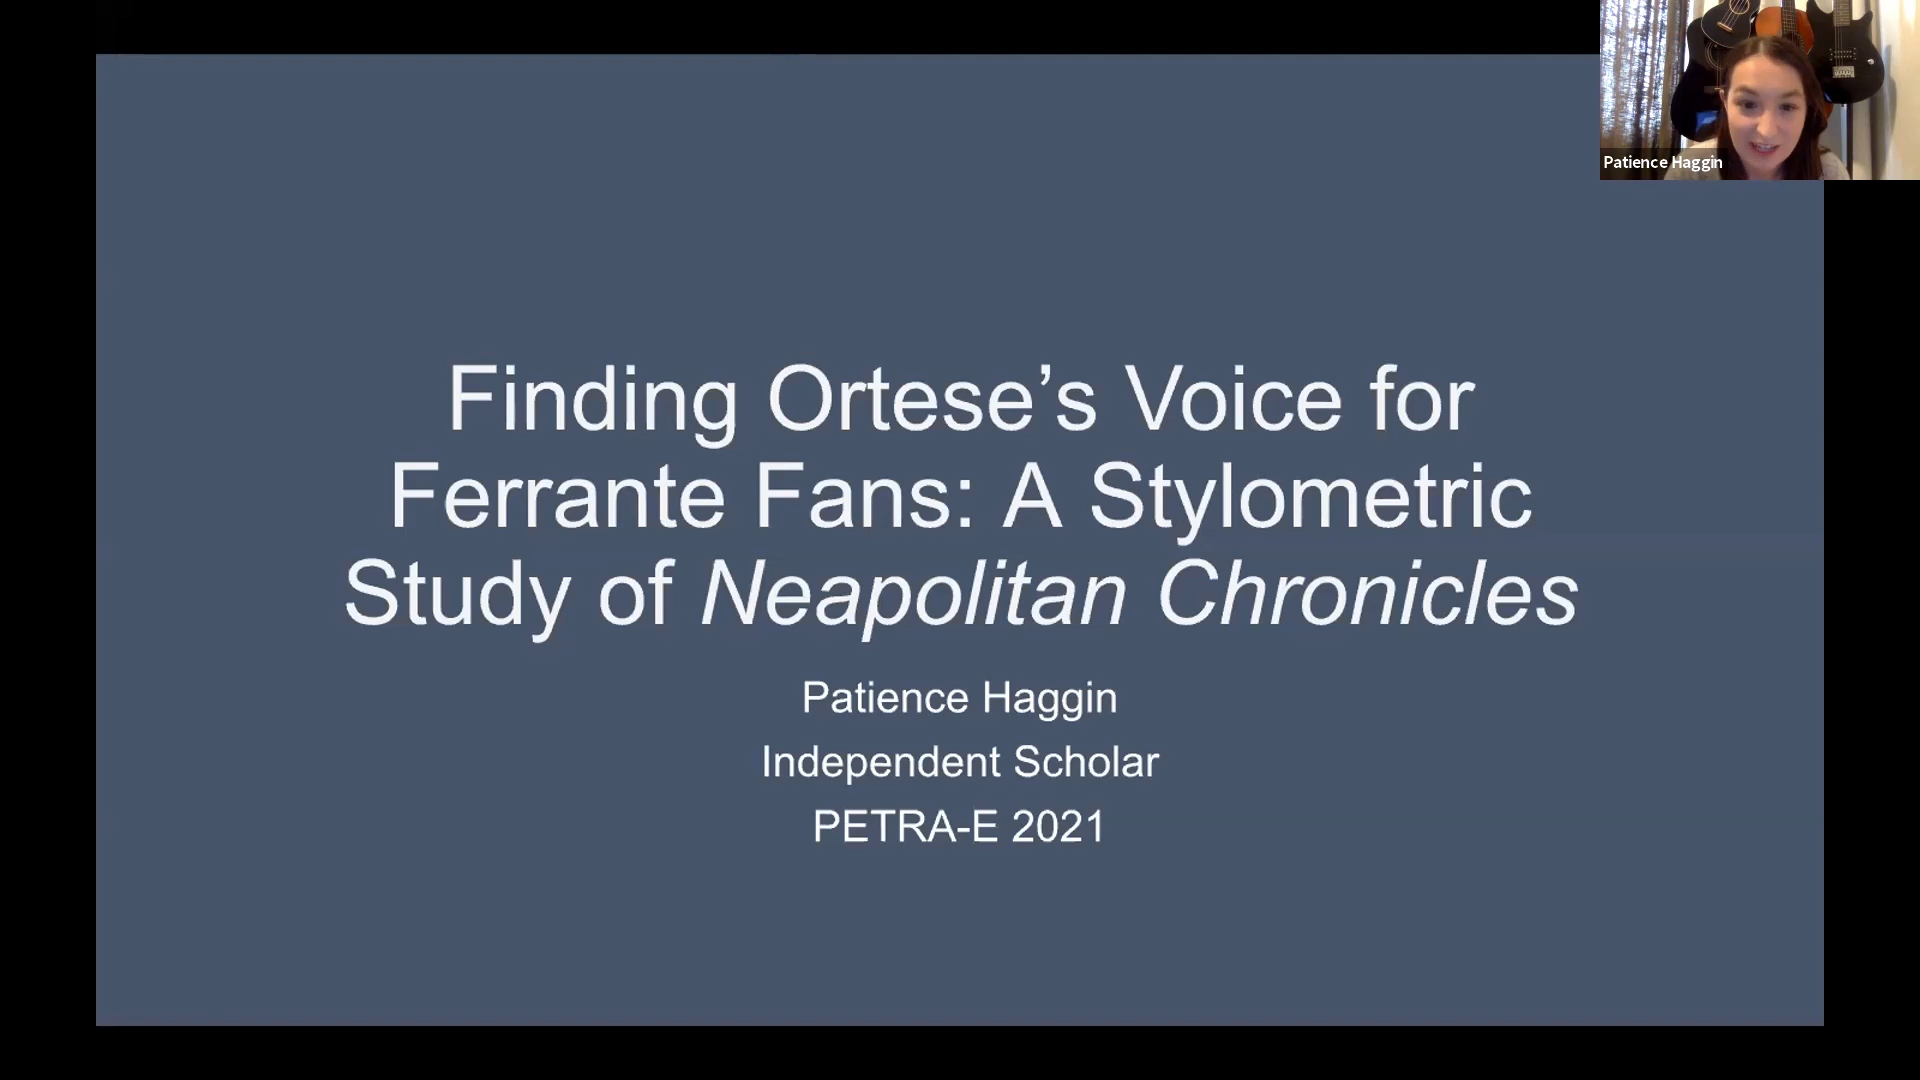 Patience Haggin
Finding Ortese’s Voice for
Ferrante Fans: A Stylometric
Study of Neapolitan Chronicles
Patience Haggin
Independent Scholar
PETRA-E 2021